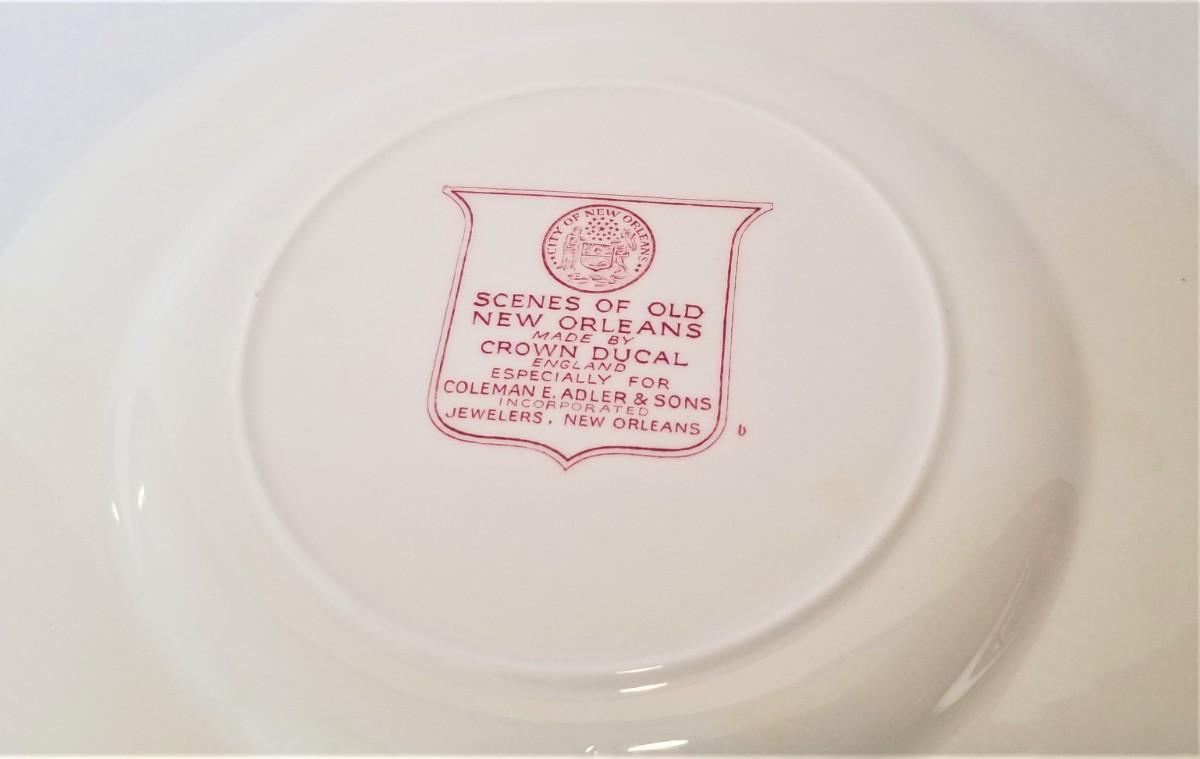 CITY OF NEW ORLEANS
SCENES OF OLD
NEW ORLEANS
MADE BY
CROWN DUCAL
ENGLAND
ESPECIALLY FOR
COLEMAN E. ADLER & SONS
INCORPORATED
JEWELERS, NEW ORLEANS
b